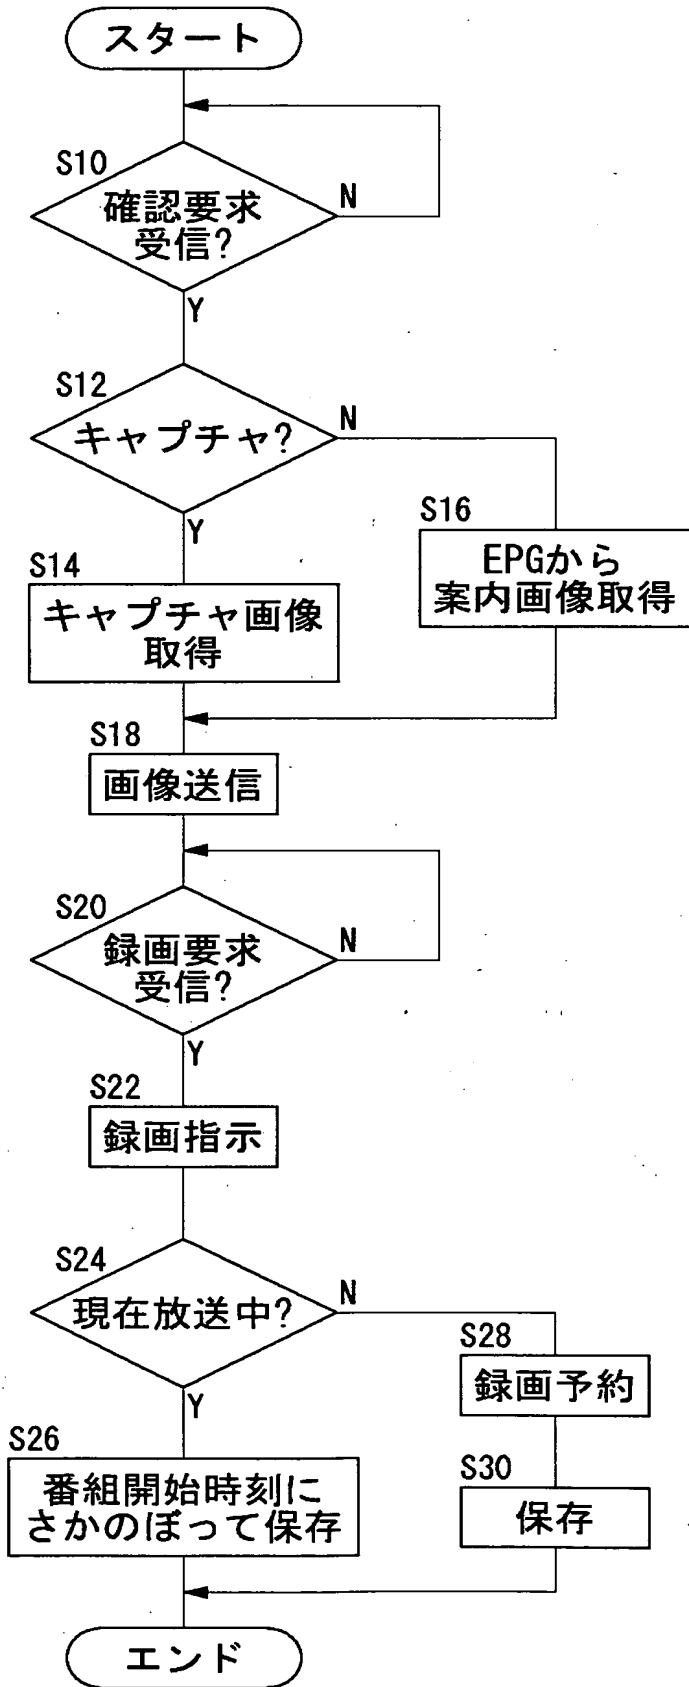 スタート
S10
確認要求
受信?
N
Y
S12
キャプチャ?
N
Y
S16
EPGから
案内画像取得
S14
キャプチャ画像
取得
S18
画像送信
S20
録画要求
受信?
N
Y
S22
録画指示
S24
現在放送中?
N
Y
S28
録画予約
S26
番組開始時刻に
さかのぼって保存
S30
保存
エンド